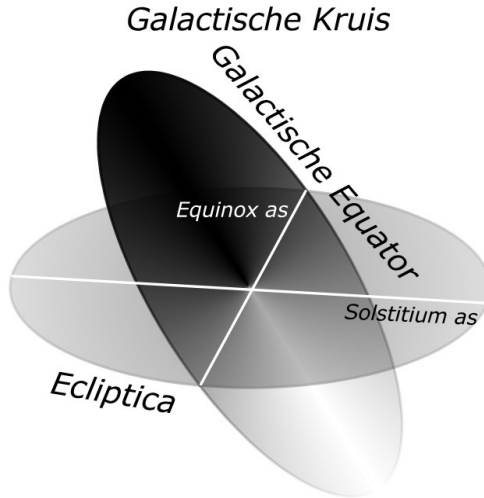 Galactische Kruis
Galactische Equator
Equinox as
Solstitium as
Ecliptica